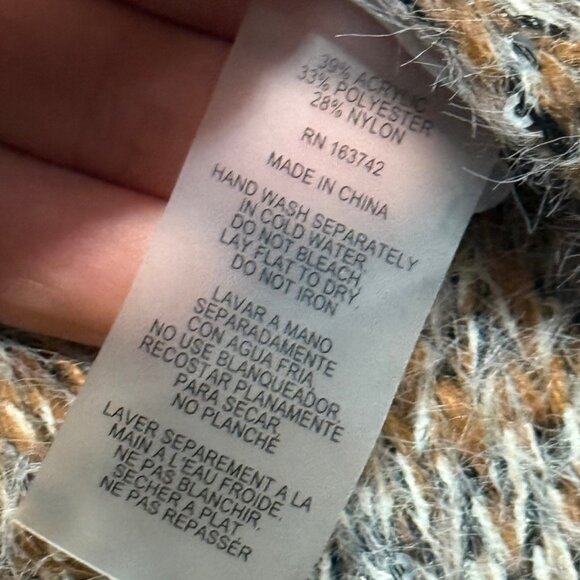 39% ACRYLIC
33% POLYESTER
28% NYLON
RN 163742
MADE IN CHINA
HAND WASH SEPARATELY
IN COLD WATER,
DO NOT BLEACH,
LAY FLAT TO DRY,
DO NOT IRON
LAVAR A MANO
SEPARADAMENTE
CON AGUA FRIA,
NO USE BLANQUEADOR,
RECOSTAR PLANAMENTE
PARA SECAR,
NO PLANCHÉ
LAVER SEPAREMENT A LA
MAIN A L'EAU FROIDE,
NE PAS BLANCHIR,
SECHER A PLAT,
NE PAS REPASSÉR